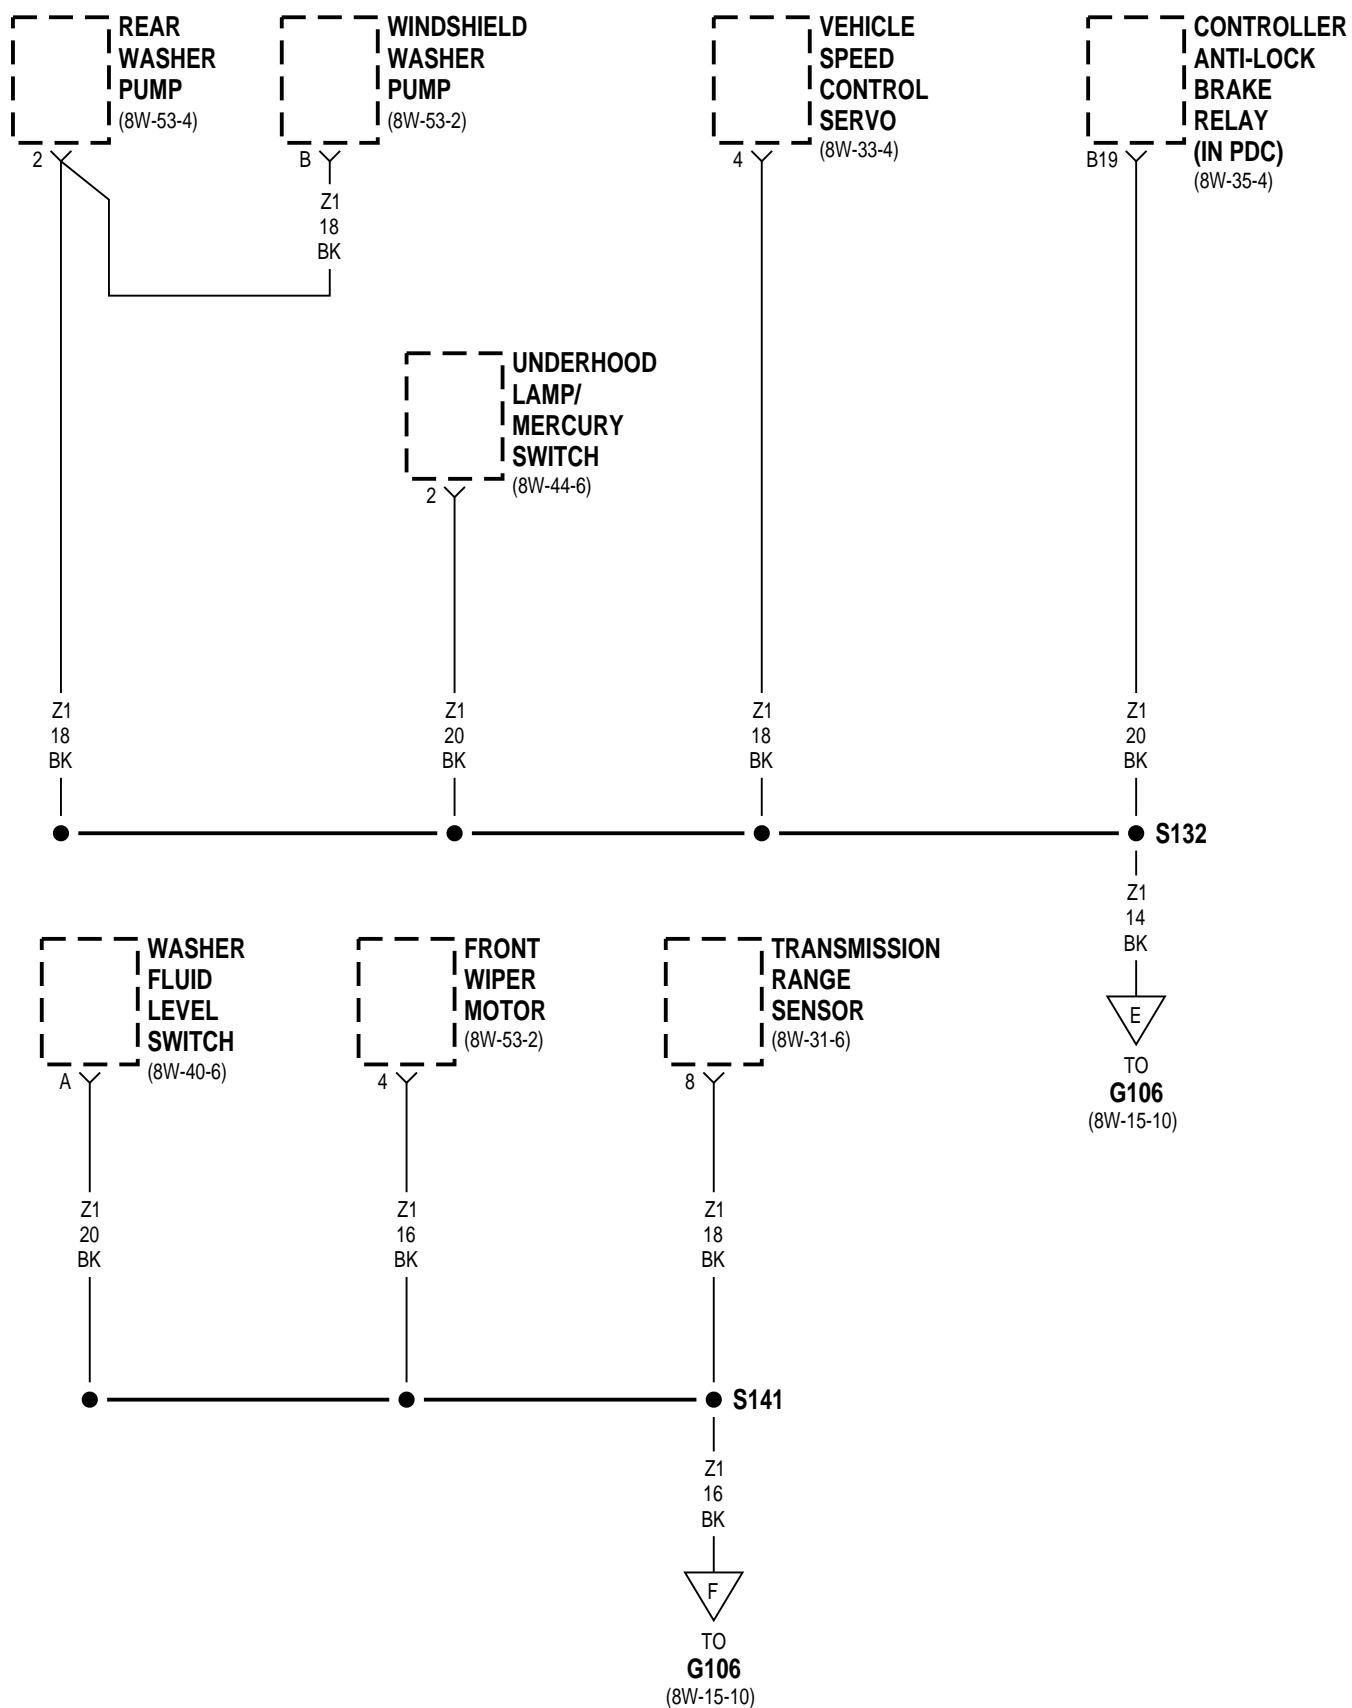 REAR
WASHER
PUMP
(8W-53-4)
2
WINDSHIELD
WASHER
PUMP
(8W-53-2)
B
Z1
18
BK
VEHICLE
SPEED
CONTROL
SERVO
(8W-33-4)
4
CONTROLLER
ANTI-LOCK
BRAKE
RELAY
(IN PDC)
(8W-35-4)
B19
UNDERHOOD
LAMP/
MERCURY
SWITCH
(8W-44-6)
2
Z1
18
BK
Z1
20
BK
Z1
18
BK
Z1
20
BK
S132
Z1
14
BK
E
TO
G106
(8W-15-10)
WASHER
FLUID
LEVEL
SWITCH
(8W-40-6)
A
FRONT
WIPER
MOTOR
(8W-53-2)
4
TRANSMISSION
RANGE
SENSOR
(8W-31-6)
8
Z1
20
BK
Z1
16
BK
Z1
18
BK
S141
Z1
16
BK
F
TO
G106
(8W-15-10)